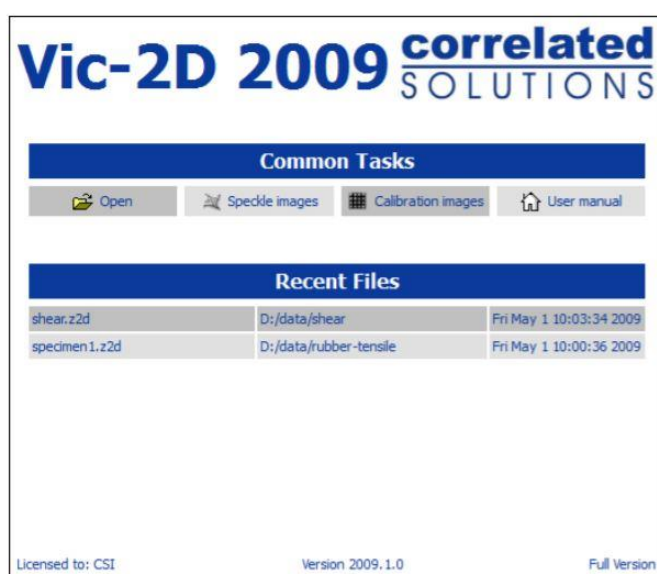 Vic-2D 2009 correlated SOLUTIONS
Common Tasks
Open Speckle images Calibration images User manual
Recent Files
shear.z2d D:/data/shear Fri May 1 10:03:34 2009
specimen1.z2d D:/data/rubber-tensile Fri May 1 10:00:36 2009
Licensed to: CSI Version 2009.1.0 Full Version